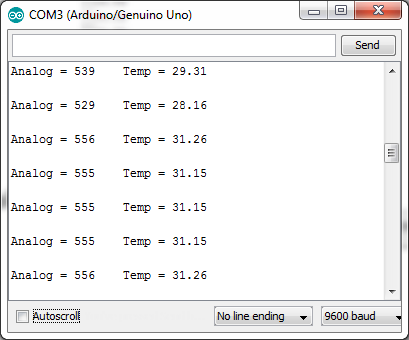 COM3 (Arduino/Genuino Uno)
Send
Analog = 539    Temp = 29.31
Analog = 529    Temp = 28.16
Analog = 556    Temp = 31.26
Analog = 555    Temp = 31.15
Analog = 555    Temp = 31.15
Analog = 555    Temp = 31.15
Analog = 556    Temp = 31.26
Autoscroll No line ending 9600 baud